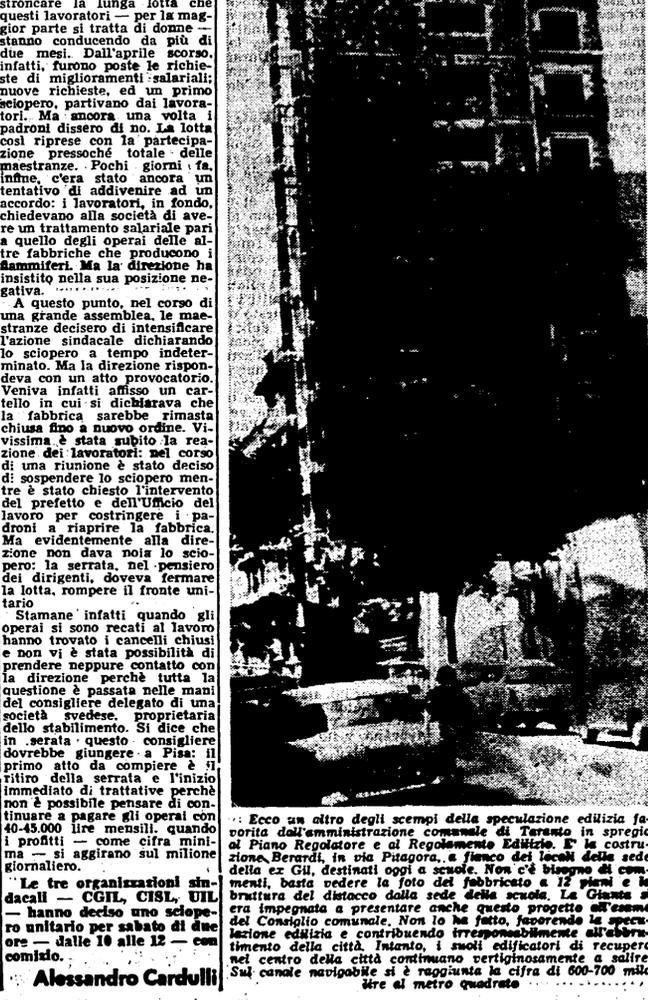 stroncare la lunga lotta che
questi lavoratori — per la mag-
gior parte si tratta di donne —
stanno conducendo da più di
due mesi. Dall'aprile scorso,
infatti, furono poste le richie-
ste di miglioramenti salariali;
nuove richieste, ed un primo
sciopero, partivano dai lavora-
tori. Ma ancora una volta i
padroni dissero di no. La lotta
così riprese con la partecipa-
zione pressoché totale delle
maestranze. Pochi giorni fa,
infine, c'era stato ancora un
tentativo di addivenire ad un
accordo: i lavoratori, in fondo,
chiedevano alla società di ave-
re un trattamento salariale pari
a quello degli operai delle al-
tre fabbriche che producono i
fiammiferi. Ma la direzione ha
insistito nella sua posizione ne-
gativa.
A questo punto, nel corso di
una grande assemblea, le mae-
stranze decisero di intensificare
l'azione sindacale dichiarando
lo sciopero a tempo indeter-
minato. Ma la direzione rispon-
deva con un atto provocatorio.
Veniva infatti affisso un car-
tello in cui si dichiarava che
la fabbrica sarebbe rimasta
chiusa fino a nuovo ordine. Vi-
vissima è stata subito la rea-
zione dei lavoratori: nel corso
di una riunione è stato deciso
di sospendere lo sciopero men-
tre è stato chiesto l'intervento
del prefetto e dell'Ufficio del
lavoro per costringere i pa-
droni a riaprire la fabbrica.
Ma evidentemente alla dire-
zione non dava noia lo scio-
pero: la serrata, nel pensiero
dei dirigenti, doveva fermare
la lotta, rompere il fronte uni-
tario
Stamane infatti quando gli
operai si sono recati al lavoro
hanno trovato i cancelli chiusi
e non vi è stata possibilità di
prendere neppure contatto con
la direzione perchè tutta la
questione è passata nelle mani
del consigliere delegato di una
società svedese, proprietaria
dello stabilimento. Si dice che
in serata questo consigliere
dovrebbe giungere a Pisa: il
primo atto da compiere è il
ritiro della serrata e l'inizio
immediato di trattative perchè
non è possibile pensare di con-
tinuare a pagare gli operai con
40-45.000 lire mensili, quando
i profitti — come cifra mini-
ma — si aggirano sul milione
giornaliero.
Le tre organizzazioni sin-
dacali — CGIL, CISL, UIL
— hanno deciso uno sciope-
ro unitario per sabato di due
ore — dalle 10 alle 12 — con
comizio.
Alessandro Cardulli
Ecco un altro degli scempi della speculazione edilizia fa-
vorita dall'amministrazione comunale di Taranto in spregio
al Piano Regolatore e al Regolamento Edilizio. E' la costru-
zione Berardi, in via Pitagora, a fianco dei locali della sede
della ex Gil, destinati oggi a scuole. Non c'è bisogno di com-
menti, basta vedere la foto del fabbricato a 12 piani e la
bruttura del distacco dalla sede della scuola. La Giunta si
era impegnata a presentare anche questo progetto all'esame
del Consiglio comunale. Non lo ha fatto, favorendo la specu-
lazione edilizia e contribuendo irresponsabilmente all'abbru-
timento della città. Intanto, i suoli edificatori di recupero
nel centro della città continuano vertiginosamente a salire.
Sul canale navigabile si è raggiunta la cifra di 600-700 mila
lire al metro quadrato